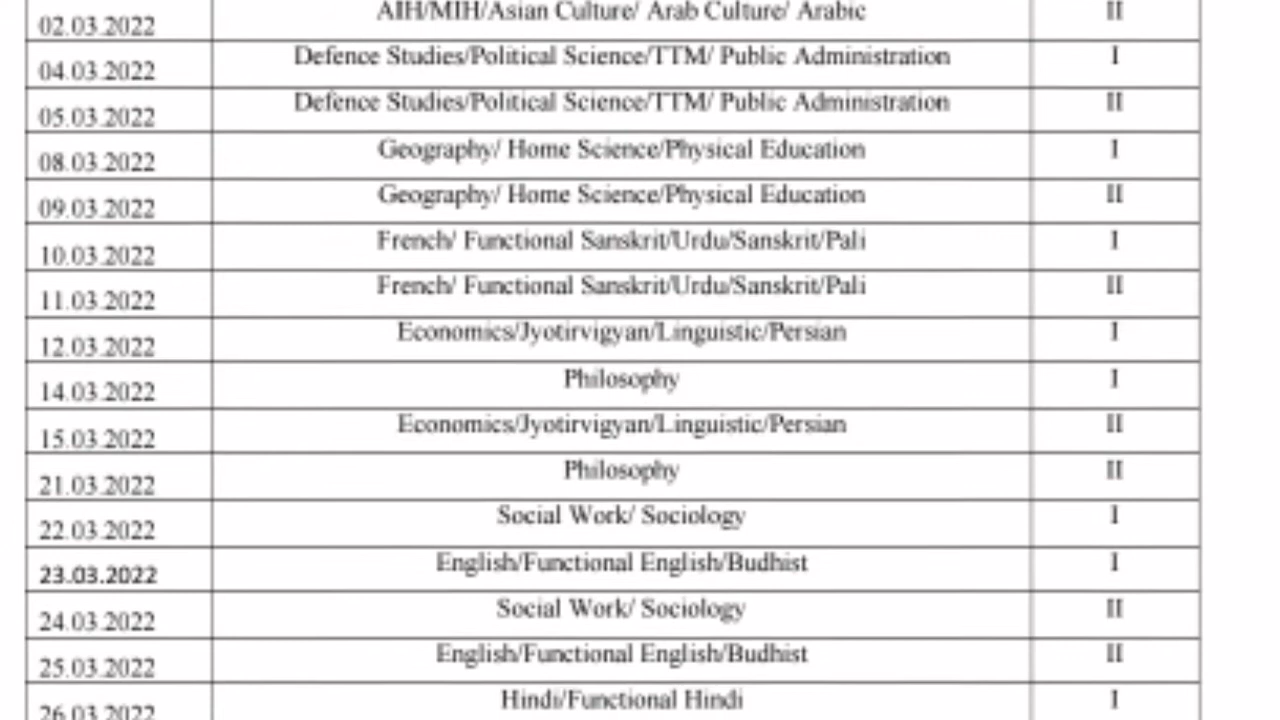 02.03.2022 AIH/MIH/Asian Culture/ Arab Culture/ Arabic II
04.03.2022 Defence Studies/Political Science/TTM/ Public Administration I
05.03.2022 Defence Studies/Political Science/TTM/ Public Administration II
08.03.2022 Geography/ Home Science/Physical Education I
09.03.2022 Geography/ Home Science/Physical Education II
10.03.2022 French/ Functional Sanskrit/Urdu/Sanskrit/Pali I
11.03.2022 French/ Functional Sanskrit/Urdu/Sanskrit/Pali II
12.03.2022 Economics/Jyotirvigyan/Linguistic/Persian I
14.03.2022 Philosophy I
15.03.2022 Economics/Jyotirvigyan/Linguistic/Persian II
21.03.2022 Philosophy II
22.03.2022 Social Work/ Sociology I
23.03.2022 English/Functional English/Budhist I
24.03.2022 Social Work/ Sociology II
25.03.2022 English/Functional English/Budhist II
26.03.2022 Hindi/Functional Hindi I